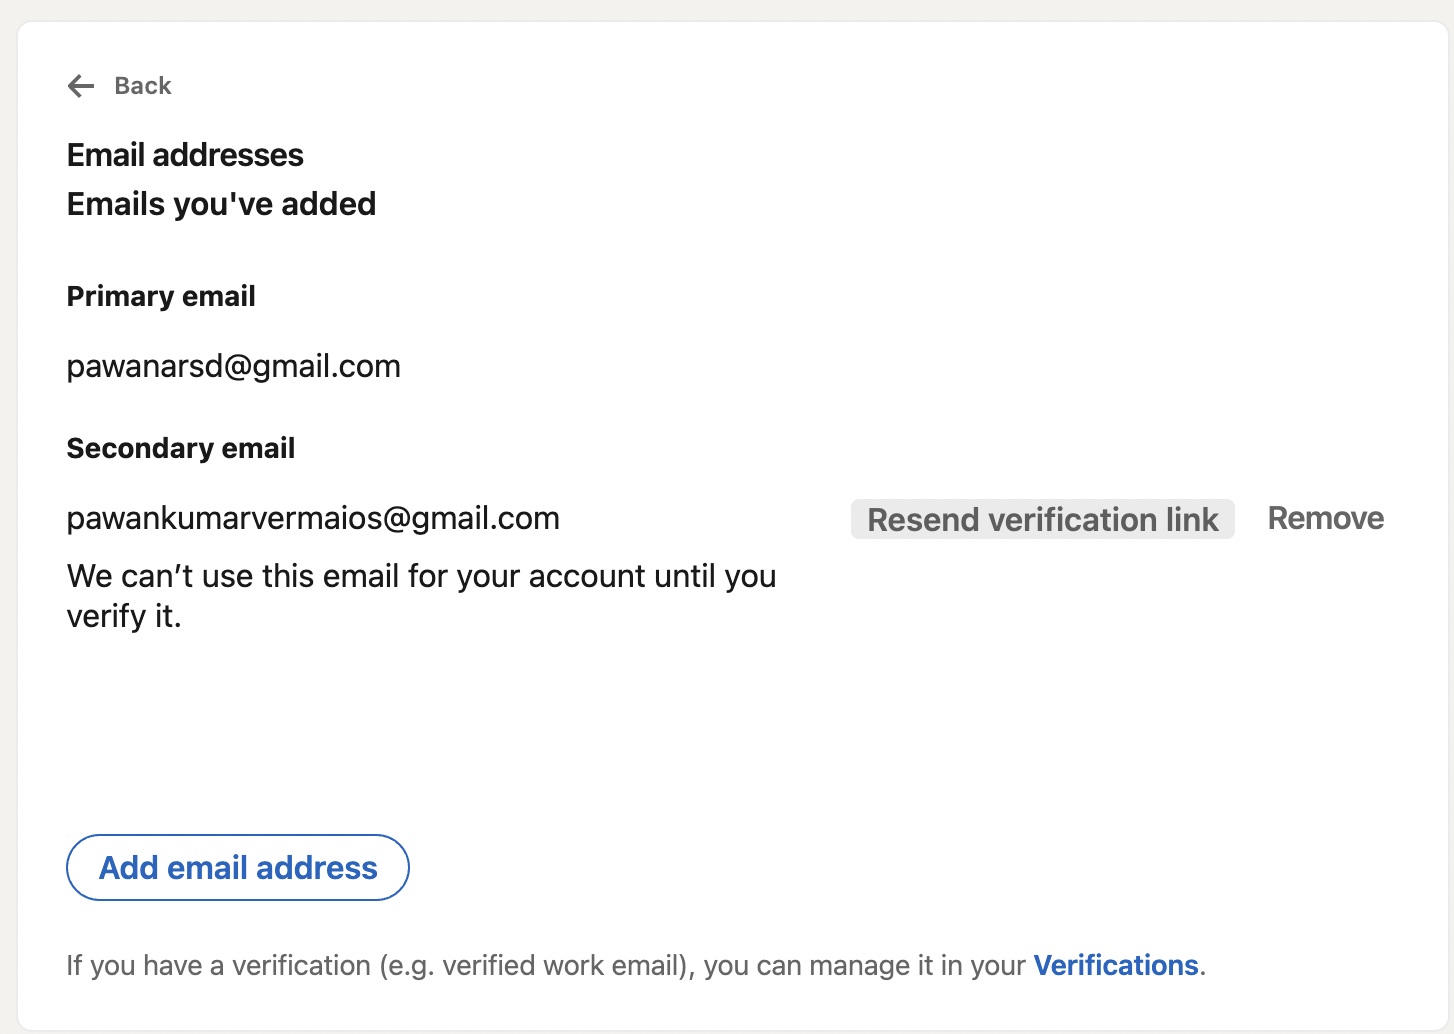 Back
Email addresses
Emails you've added
Primary email
pawanarsd@gmail.com
Secondary email
pawankumarvermaios@gmail.com
Resend verification link
Remove
We can’t use this email for your account until you
verify it.
Add email address
If you have a verification (e.g. verified work email), you can manage it in your Verifications.